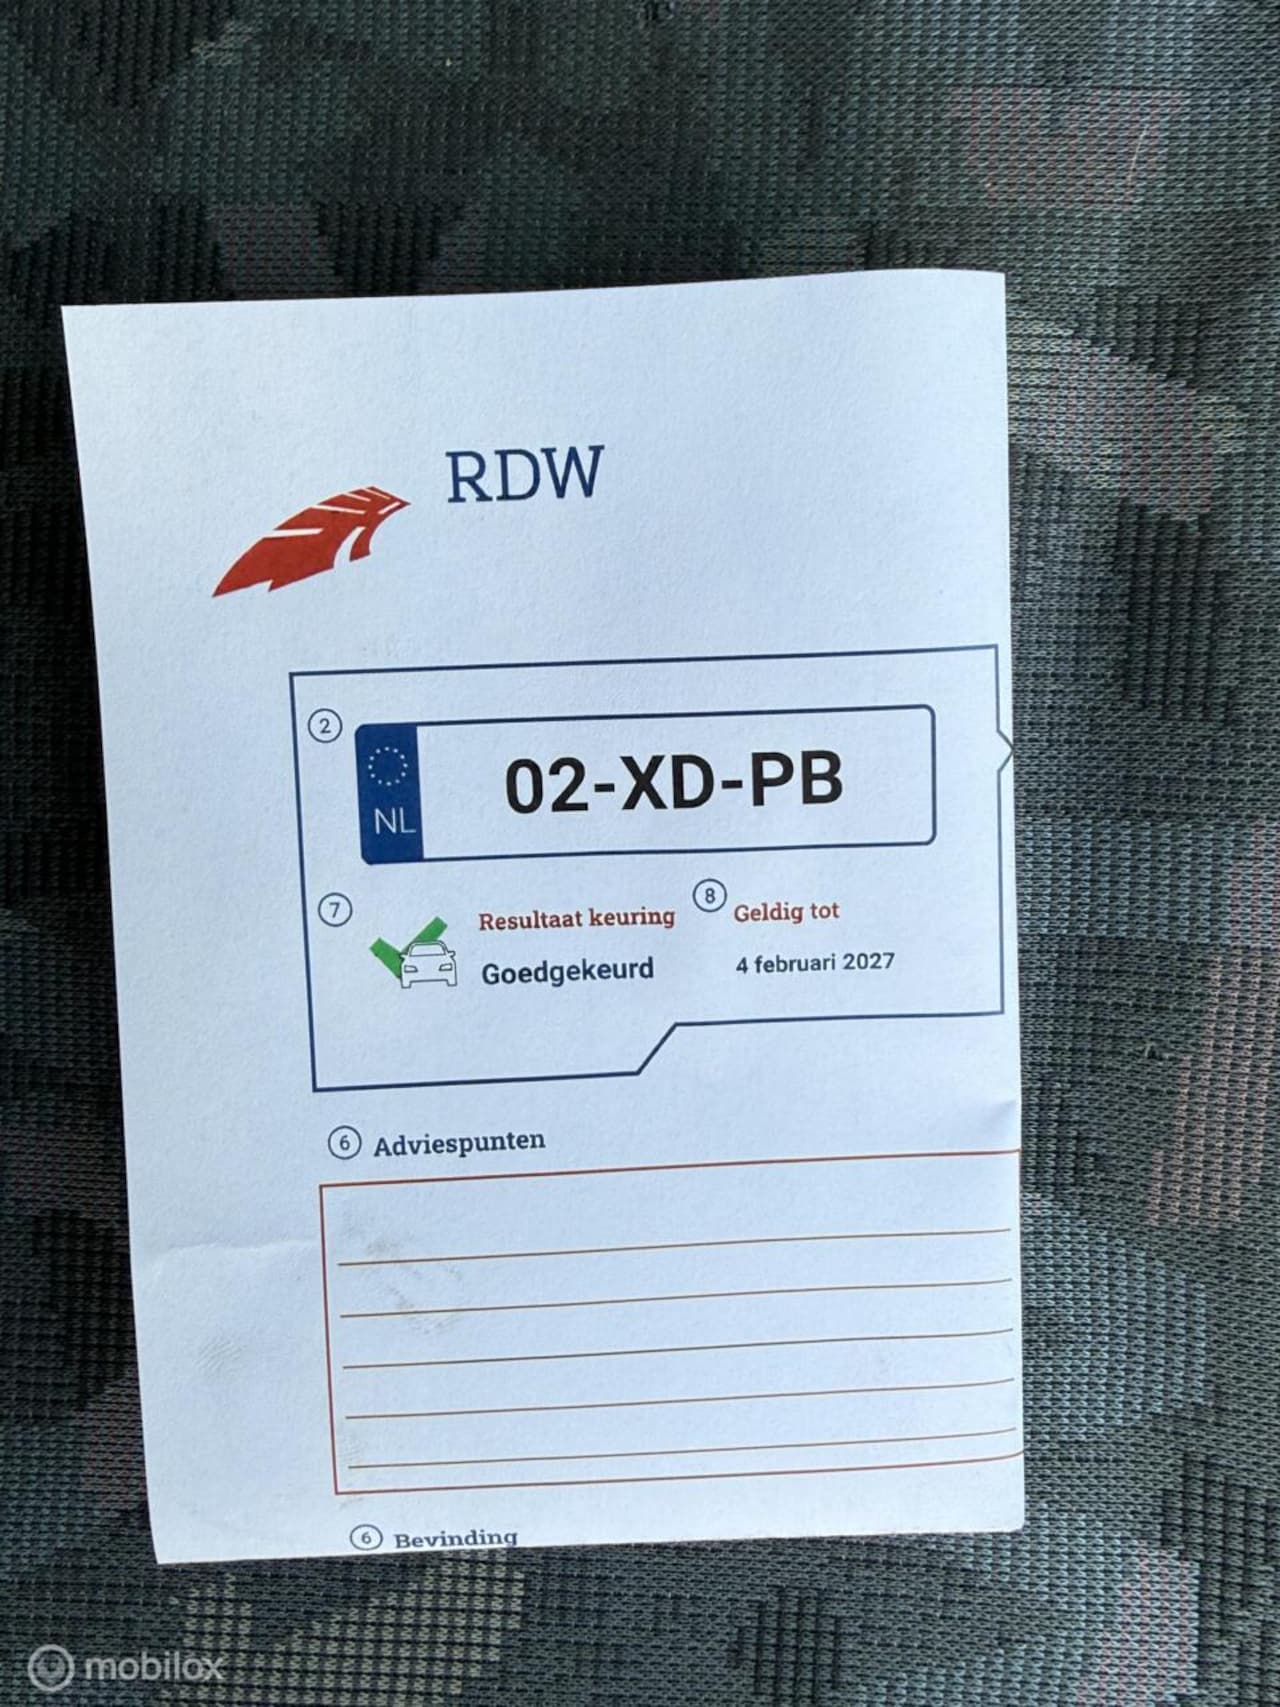 RDW
2
NL
02-XD-PB
7
Resultaat keuring
8
Geldig tot
Goedgekeurd
4 februari 2027
6 Adviespunten
6 Bevinding
mobilox